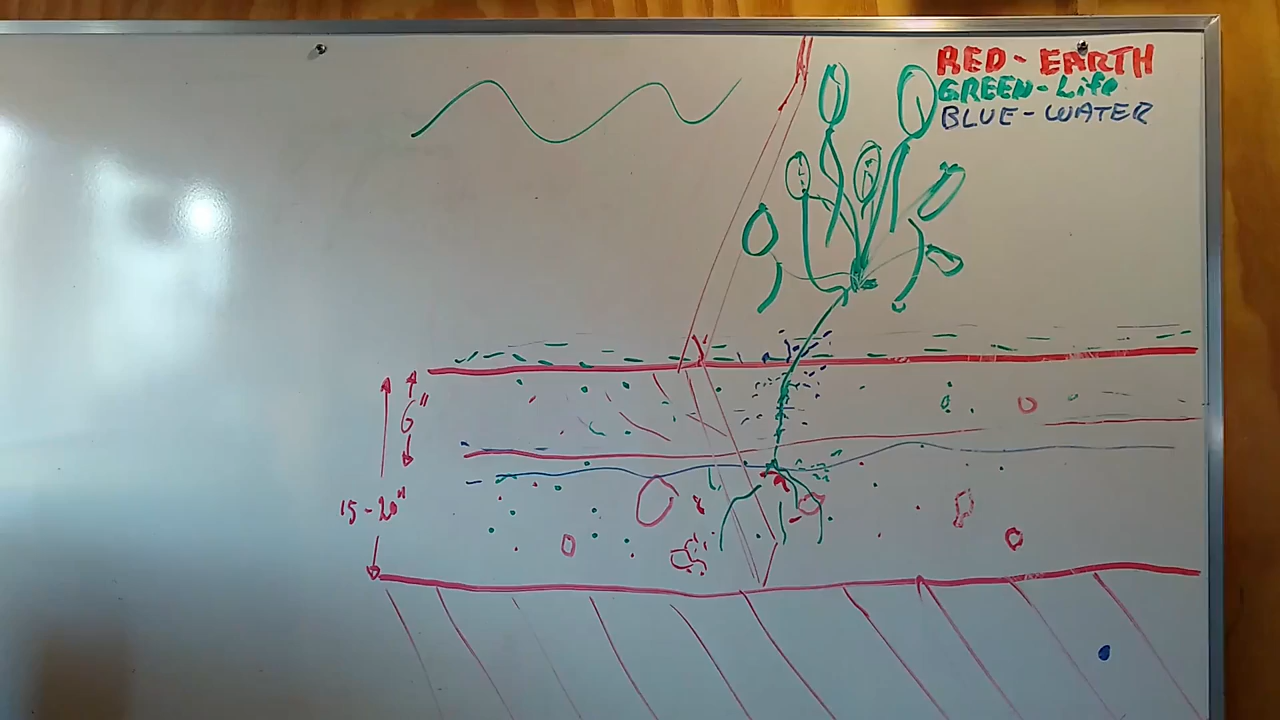 RED - EARTH
GREEN - Life
BLUE - WATER
6"
15-20"